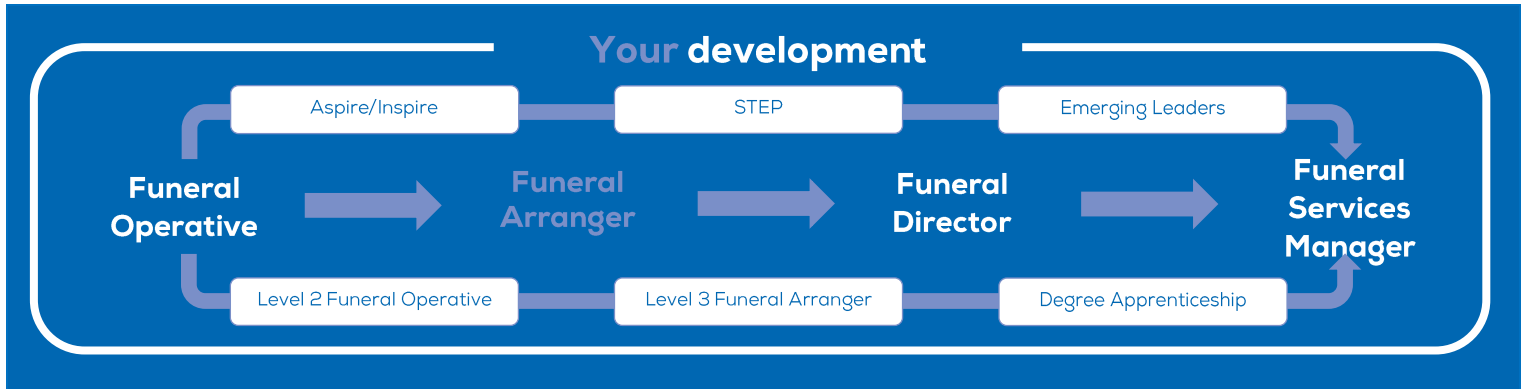 Your development
Aspire/Inspire
STEP
Emerging Leaders
Funeral
Operative
Funeral
Arranger
Funeral
Director
Funeral
Services
Manager
Level 2 Funeral Operative
Level 3 Funeral Arranger
Degree Apprenticeship